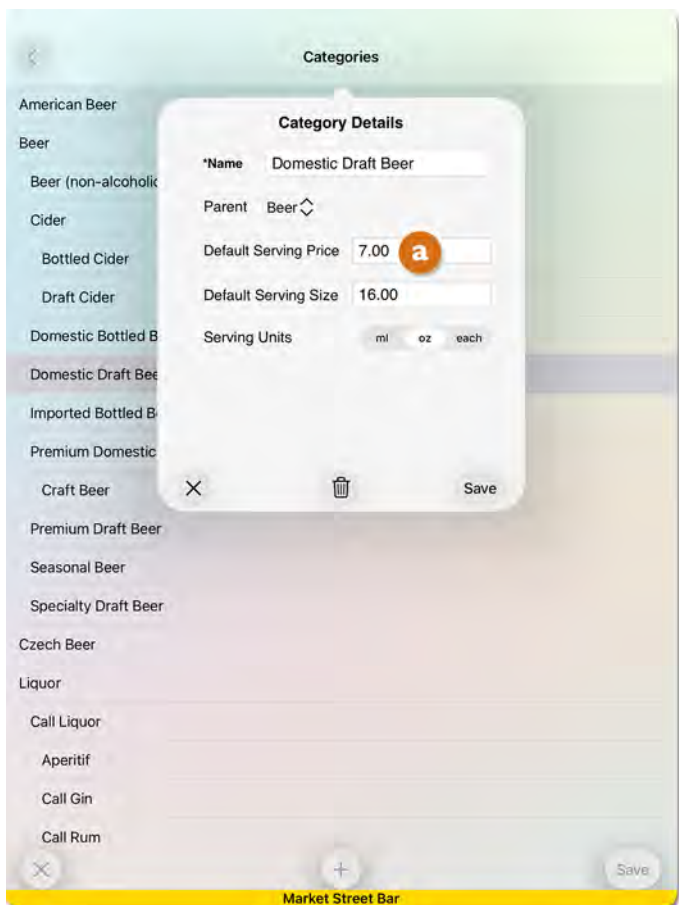 Categories
American Beer
Category Details
Beer
*Name Domestic Draft Beer
Beer (non-alcoholic
Parent Beer
Cider
Default Serving Price 7.00 a
Bottled Cider
Default Serving Size 16.00
Draft Cider
Serving Units ml oz each
Domestic Bottled B
Domestic Draft Bee
Imported Bottled B
Premium Domestic
Craft Beer
Save
Premium Draft Beer
Seasonal Beer
Specialty Draft Beer
Czech Beer
Liquor
Call Liquor
Aperitif
Call Gin
Call Rum
Save
Market Street Bar